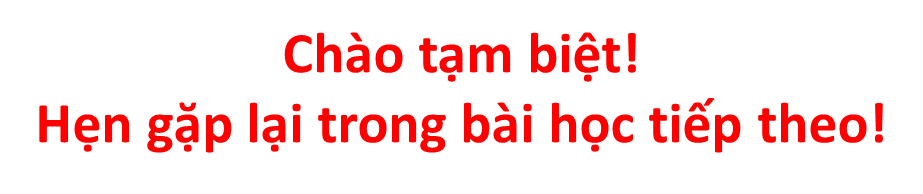 Chào tạm biệt!
Hẹn gặp lại trong bài học tiếp theo!